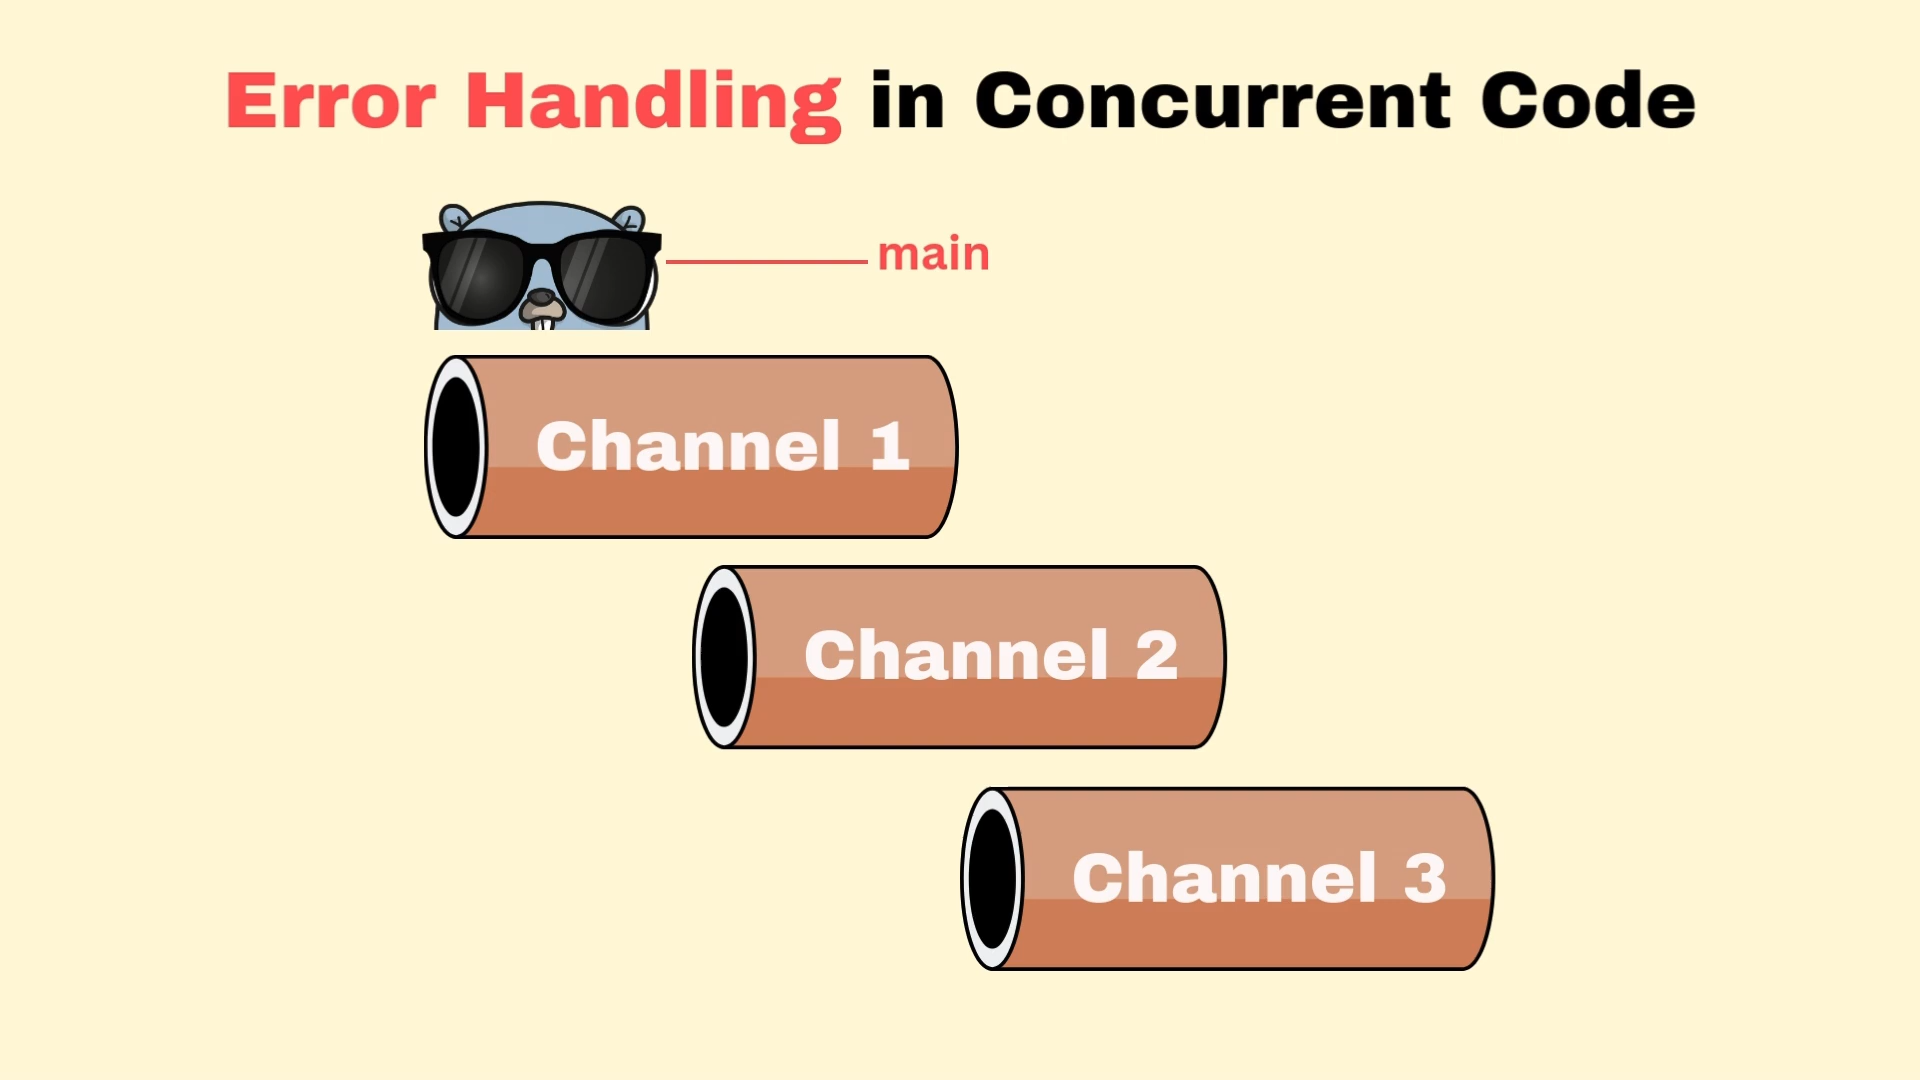 Error Handling in Concurrent Code
main
Channel 1
Channel 2
Channel 3